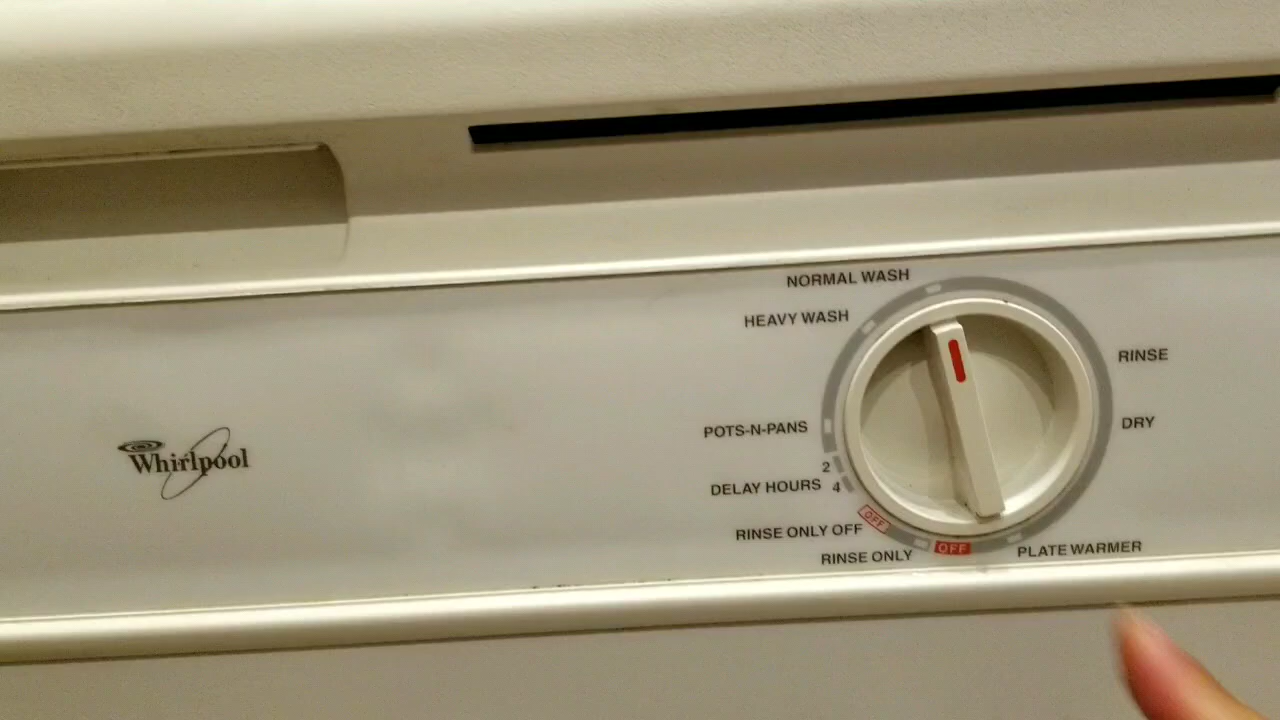 NORMAL WASH
HEAVY WASH
RINSE
POTS-N-PANS
DRY
Whirlpool
2
DELAY HOURS 4
OFF
RINSE ONLY OFF
RINSE ONLY
OFF
PLATE WARMER